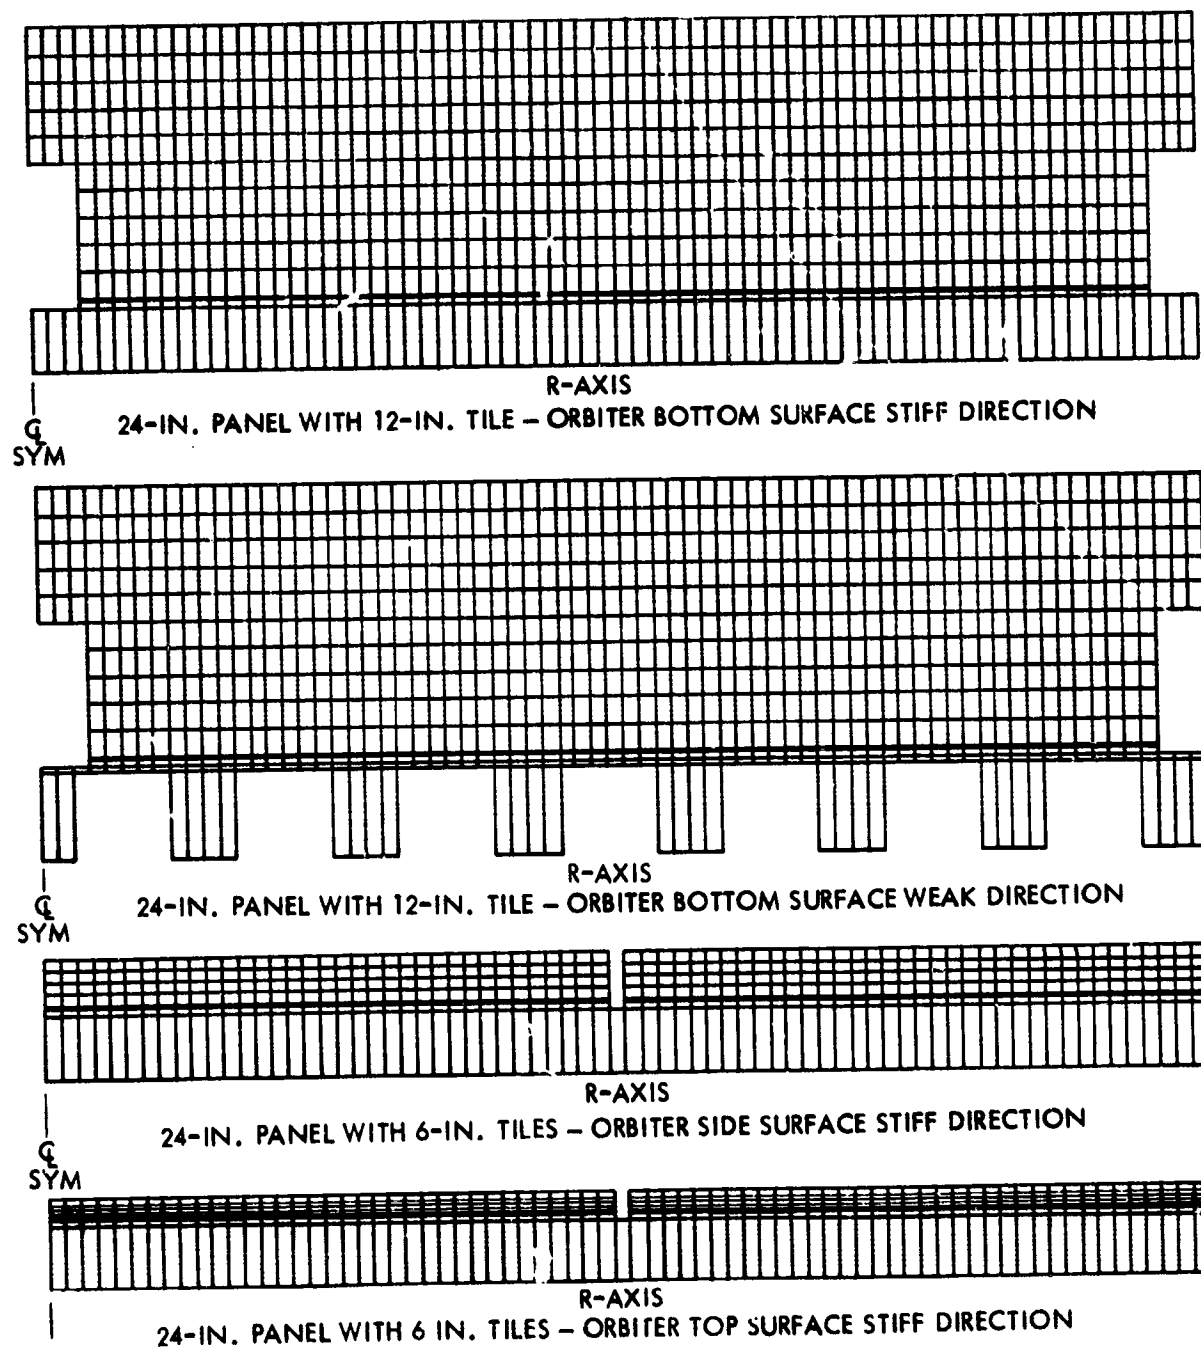 R-AXIS
24-IN. PANEL WITH 12-IN. TILE – ORBITER BOTTOM SURFACE STIFF DIRECTION
℄
SYM
R-AXIS
24-IN. PANEL WITH 12-IN. TILE – ORBITER BOTTOM SURFACE WEAK DIRECTION
℄
SYM
R-AXIS
24-IN. PANEL WITH 6-IN. TILES – ORBITER SIDE SURFACE STIFF DIRECTION
℄
SYM
R-AXIS
24-IN. PANEL WITH 6 IN. TILES – ORBITER TOP SURFACE STIFF DIRECTION